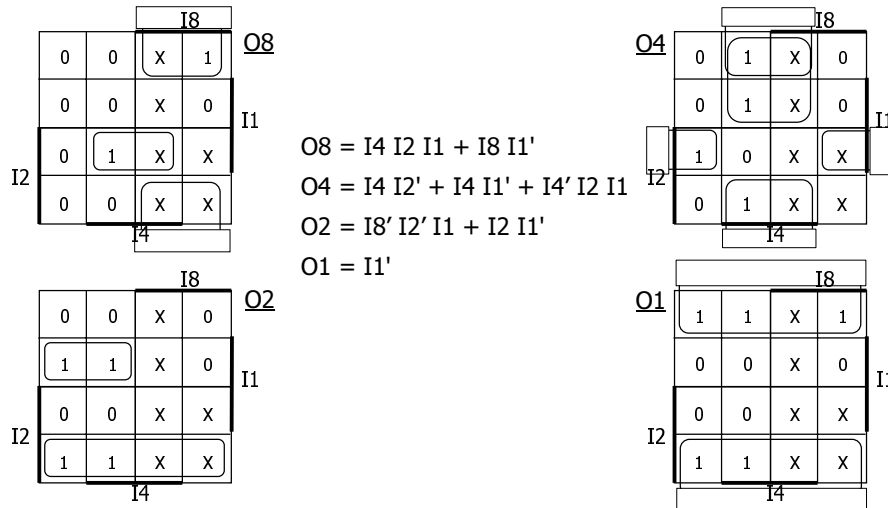 I8
O8
0 0 X 1
0 0 X 0
I1
0 1 X X
I2
0 0 X X
I4
I8
O4
0 1 X 0
0 1 X 0
I1
1 0 X X
I2
0 1 X X
I4
O8 = I4 I2 I1 + I8 I1'
O4 = I4 I2' + I4 I1' + I4′ I2 I1
O2 = I8′ I2′ I1 + I2 I1'
O1 = I1'
I8
O2
0 0 X 0
1 1 X 0
I1
0 0 X X
I2
1 1 X X
I4
I8
O1
1 1 X 1
0 0 X 0
I1
0 0 X X
I2
1 1 X X
I4